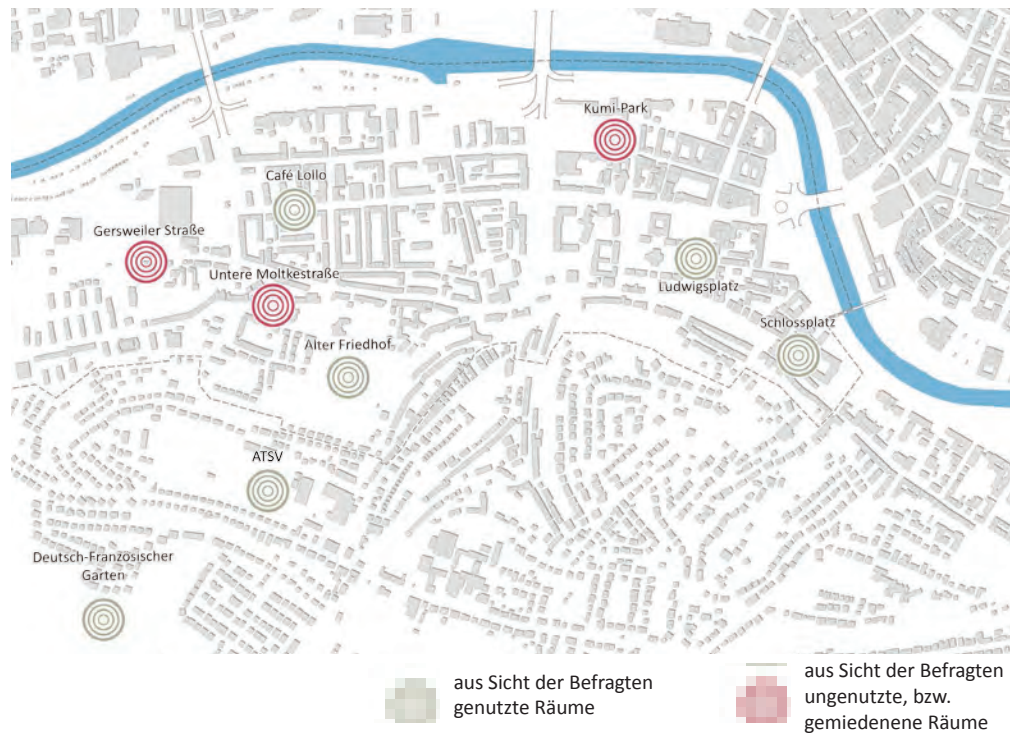 Kumi-Park
Café Lollo
Gersweiler Straße
Untere Moltkestraße
Ludwigsplatz
Schlossplatz
Alter Friedhof
ATSV
Deutsch-Französischer
Garten
aus Sicht der Befragten
genutzte Räume
aus Sicht der Befragten
ungenutzte, bzw.
gemiedenene Räume